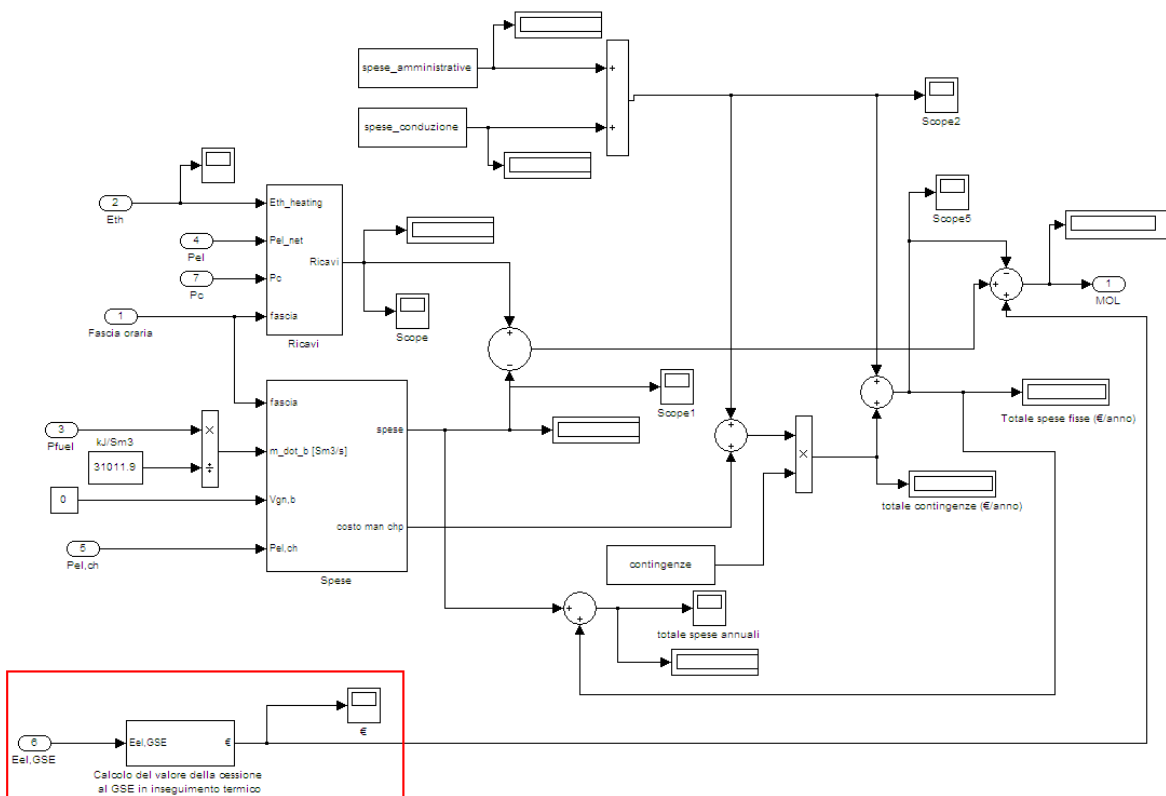 spese_amministrative
+
spese_conduzione
+
Scope2
2
Eth
Eth_heating
4
Pel
Pel_net
Ricavi
7
Pc
Pc
1
Fascia oraria
fascia
Ricavi
Scope
Scope5
−
+
+
1
MOL
+
−
Scope1
fascia
spese
3
Pfuel
kJ/Sm3
31011.9
×
÷
m_dot_b [Sm3/s]
0
Vgn,b
costo man chp
5
Pel,ch
Pel,ch
Spese
+
+
×
+
+
Totale spese fisse (€/anno)
totale contingenze (€/anno)
contingenze
+
+
totale spese annuali
6
Eel,GSE
Eel,GSE
€
€
Calcolo del valore della cessione
al GSE in inseguimento termico